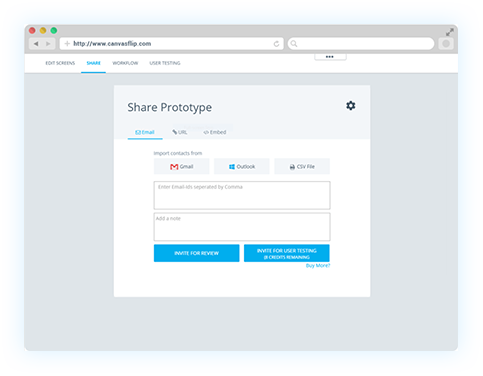 http://www.canvasflip.com
EDIT SCREENS SHARE WORKFLOW USER TESTING
Share Prototype
Email URL </> Embed
Import contacts from
Gmail Outlook CSV File
Enter Email-Ids seperated by Comma
Add a note
INVITE FOR REVIEW
INVITE FOR USER TESTING
CREDITS REMAINING)
Buy More?